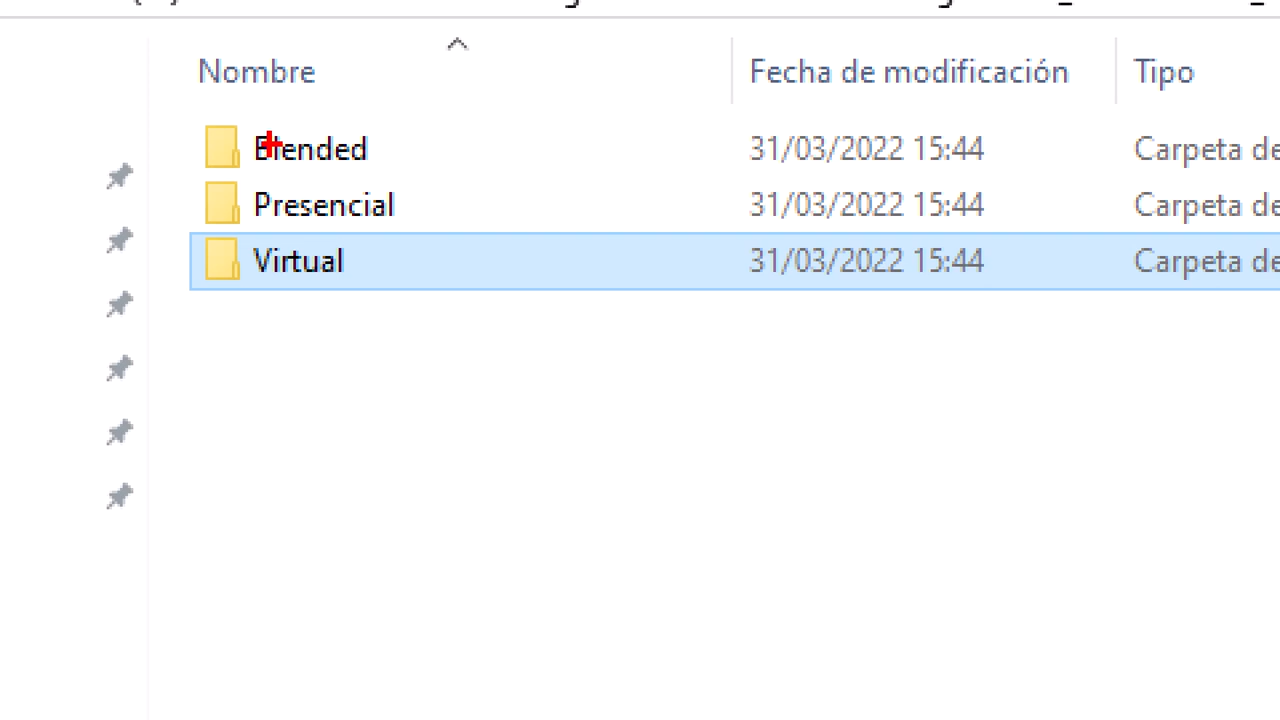 Nombre Fecha de modificación Tipo
Blended 31/03/2022 15:44 Carpeta de
Presencial 31/03/2022 15:44 Carpeta de
Virtual 31/03/2022 15:44 Carpeta de